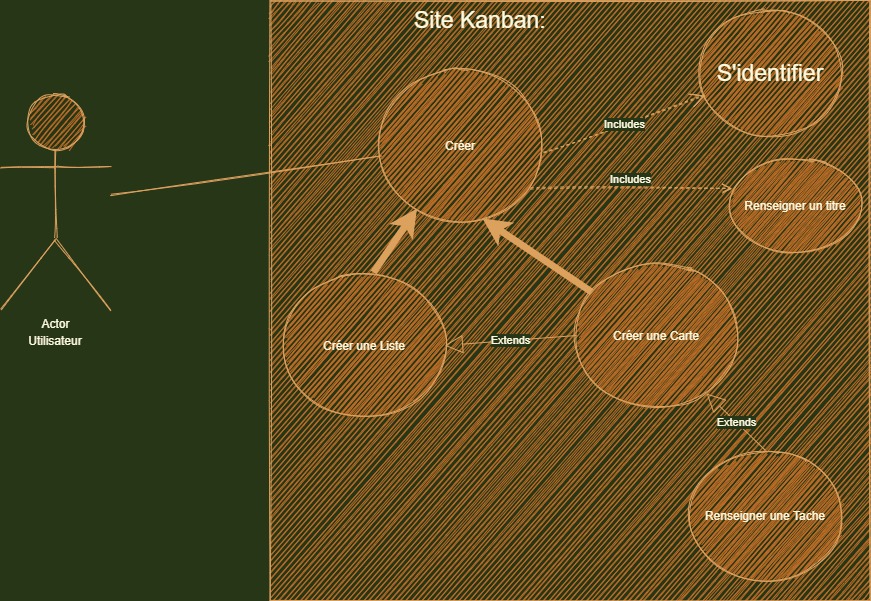 Site Kanban:
S'identifier
Créer
Includes
Includes
Renseigner un titre
Actor
Utilisateur
Créer une Liste
Extends
Créer une Carte
Extends
Renseigner une Tache